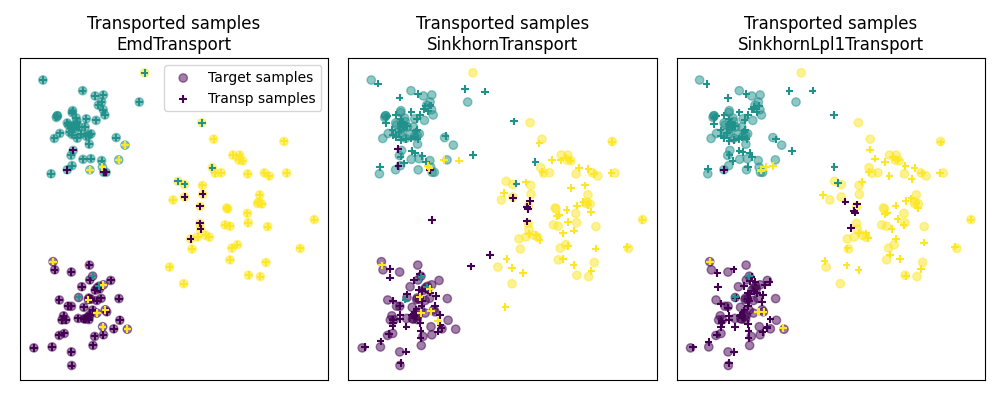 Transported samples
EmdTransport
Target samples
Transp samples
Transported samples
SinkhornTransport
Transported samples
SinkhornLpl1Transport